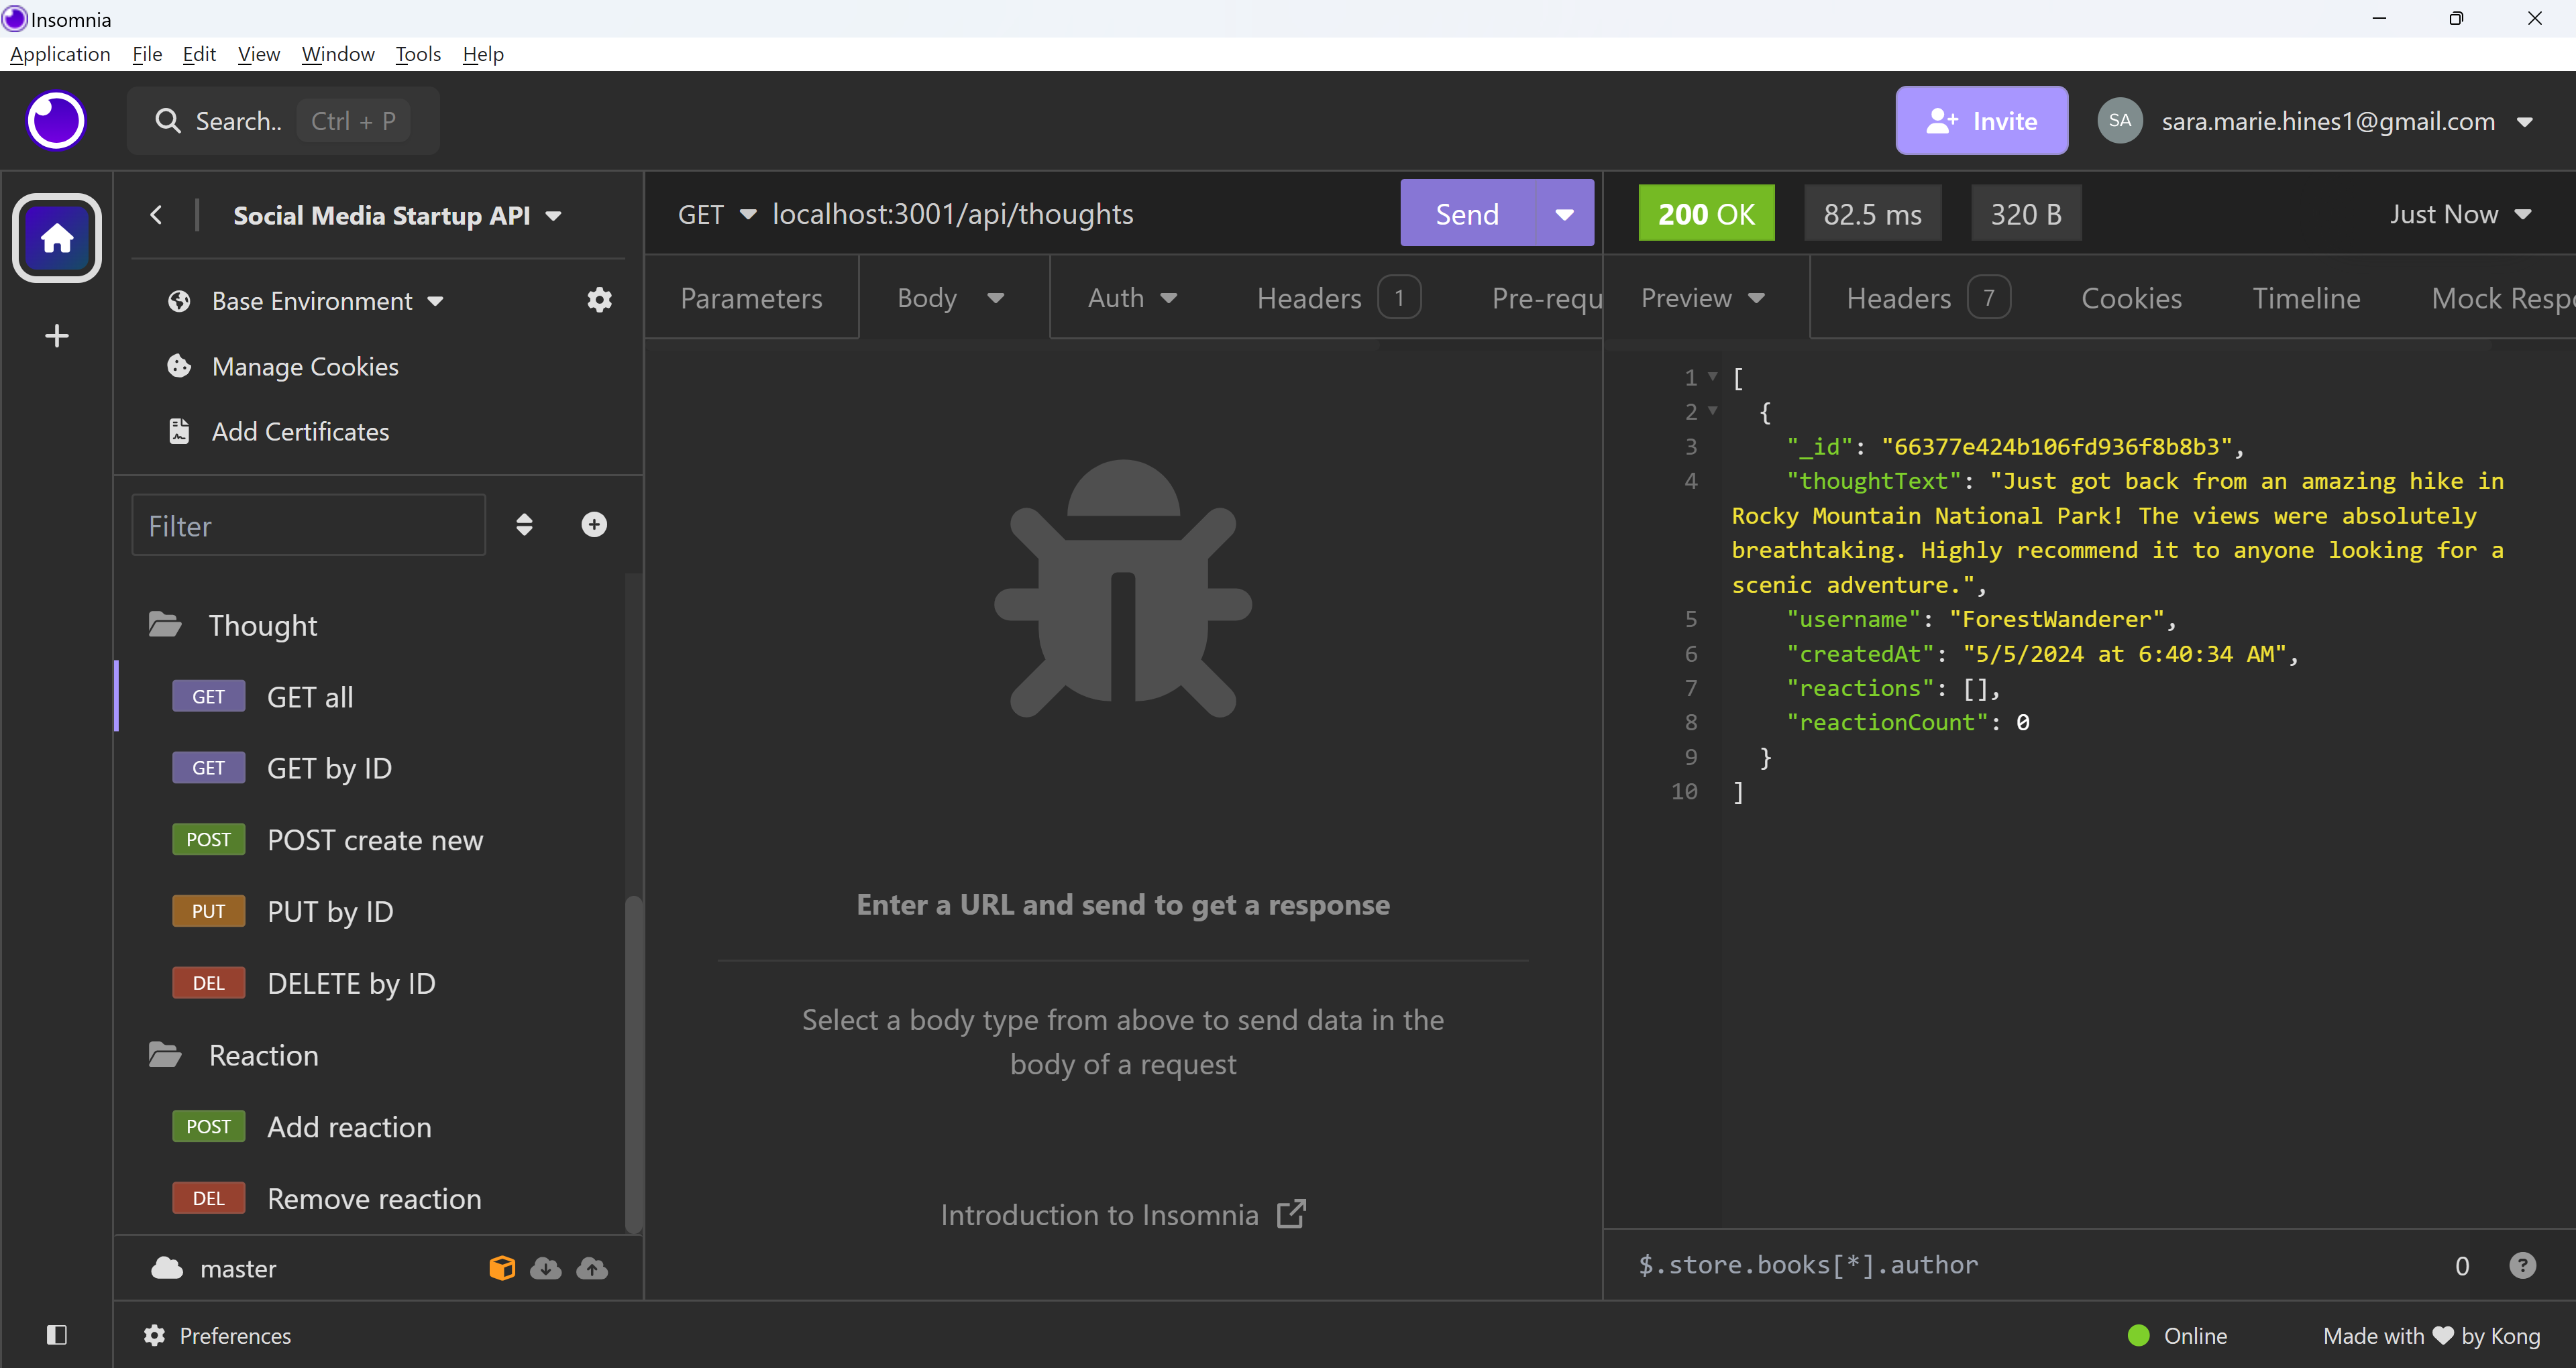 Insomnia
Application File Edit View Window Tools Help
Search.. Ctrl + P
Invite
SA sara.marie.hines1@gmail.com
Social Media Startup API
Base Environment
Manage Cookies
Add Certificates
Filter
Thought
GET GET all
GET GET by ID
POST POST create new
PUT PUT by ID
DEL DELETE by ID
Reaction
POST Add reaction
DEL Remove reaction
master
GET localhost:3001/api/thoughts Send
Parameters Body Auth Headers 1 Pre-requ
Enter a URL and send to get a response
Select a body type from above to send data in the
body of a request
Introduction to Insomnia
200 OK 82.5 ms 320 B Just Now
Preview Headers 7 Cookies Timeline Mock Resp
1 [
2 {
3 "_id": "66377e424b106fd936f8b8b3",
4 "thoughtText": "Just got back from an amazing hike in
Rocky Mountain National Park! The views were absolutely
breathtaking. Highly recommend it to anyone looking for a
scenic adventure.",
5 "username": "ForestWanderer",
6 "createdAt": "5/5/2024 at 6:40:34 AM",
7 "reactions": [],
8 "reactionCount": 0
9 }
10 ]
$.store.books[*].author 0 ?
Preferences
Online Made with ♥ by Kong